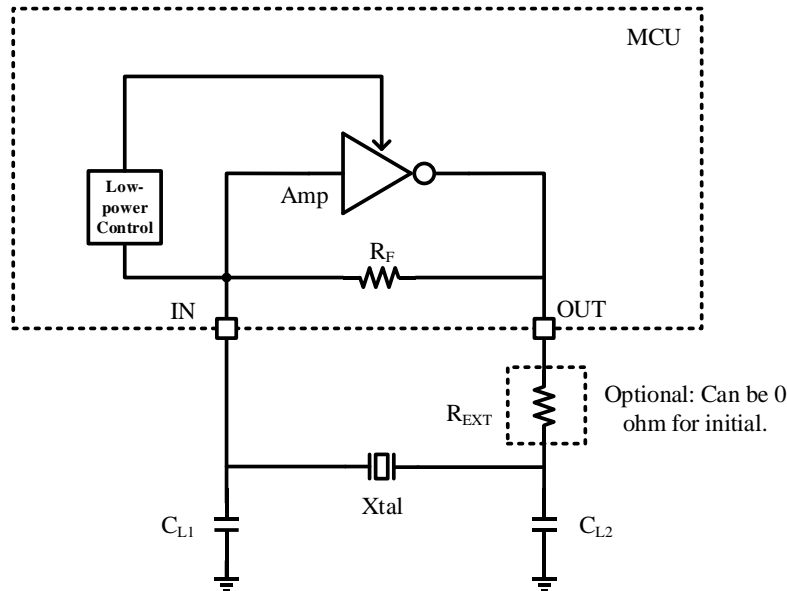 MCU
Low-
power
Control
Amp
R_F
IN
OUT
R_EXT
Optional: Can be 0
ohm for initial.
Xtal
C_L1
C_L2